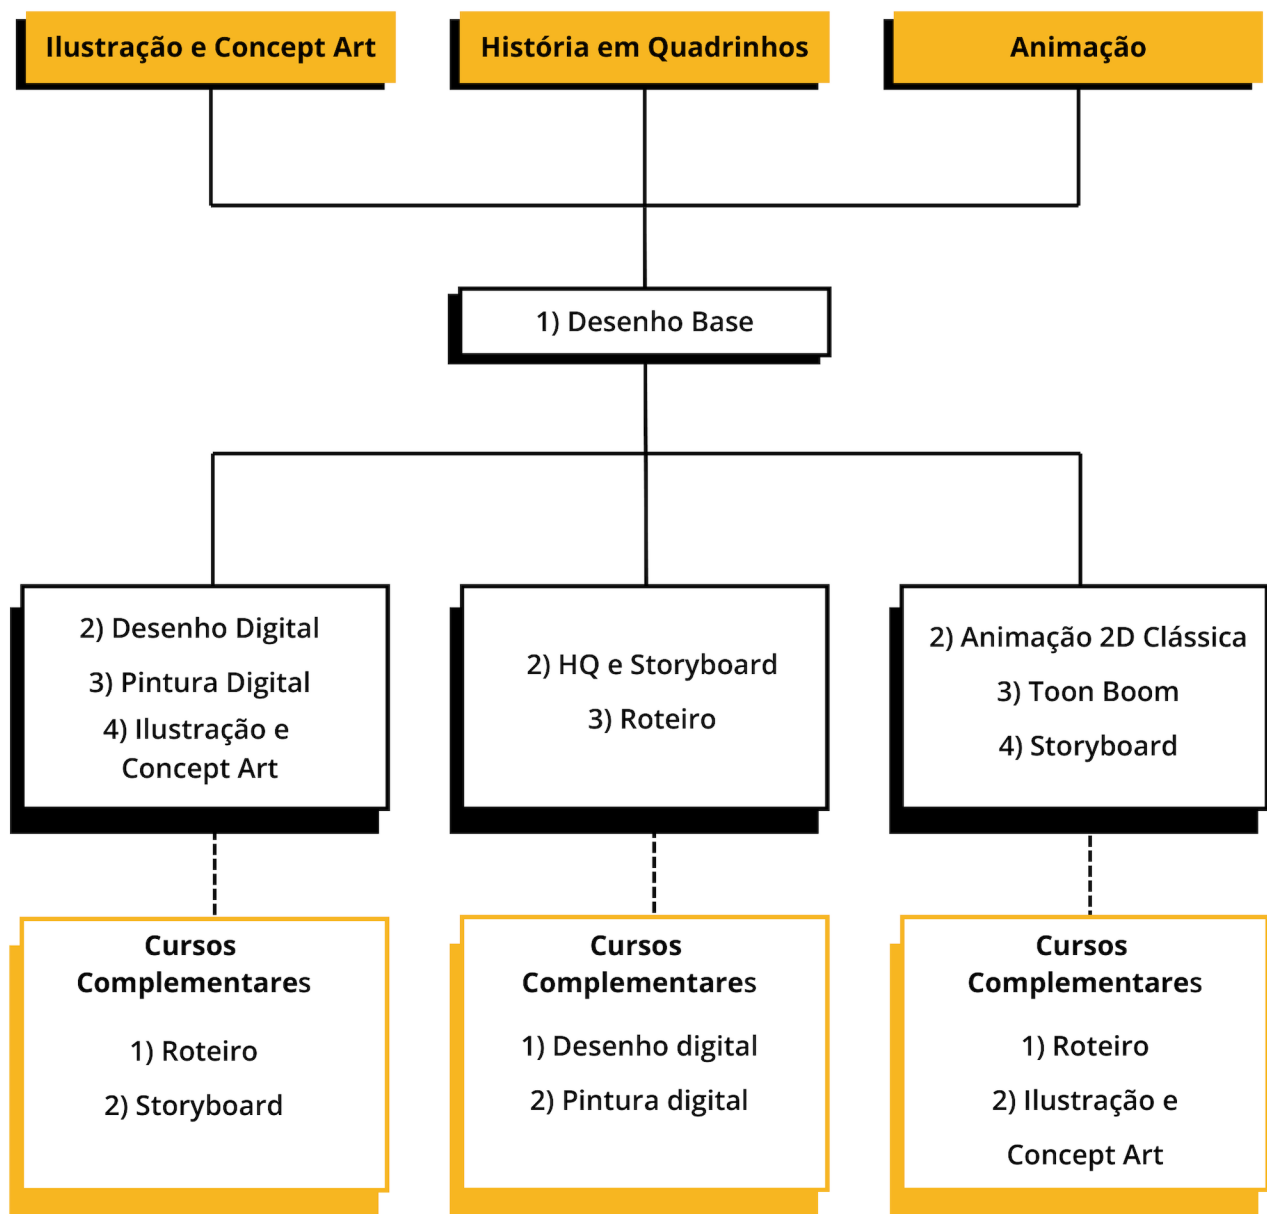 Ilustração e Concept Art
História em Quadrinhos
Animação
1) Desenho Base
2) Desenho Digital
3) Pintura Digital
4) Ilustração e
Concept Art
2) HQ e Storyboard
3) Roteiro
2) Animação 2D Clássica
3) Toon Boom
4) Storyboard
Cursos
Complementares
1) Roteiro
2) Storyboard
Cursos
Complementares
1) Desenho digital
2) Pintura digital
Cursos
Complementares
1) Roteiro
2) Ilustração e
Concept Art